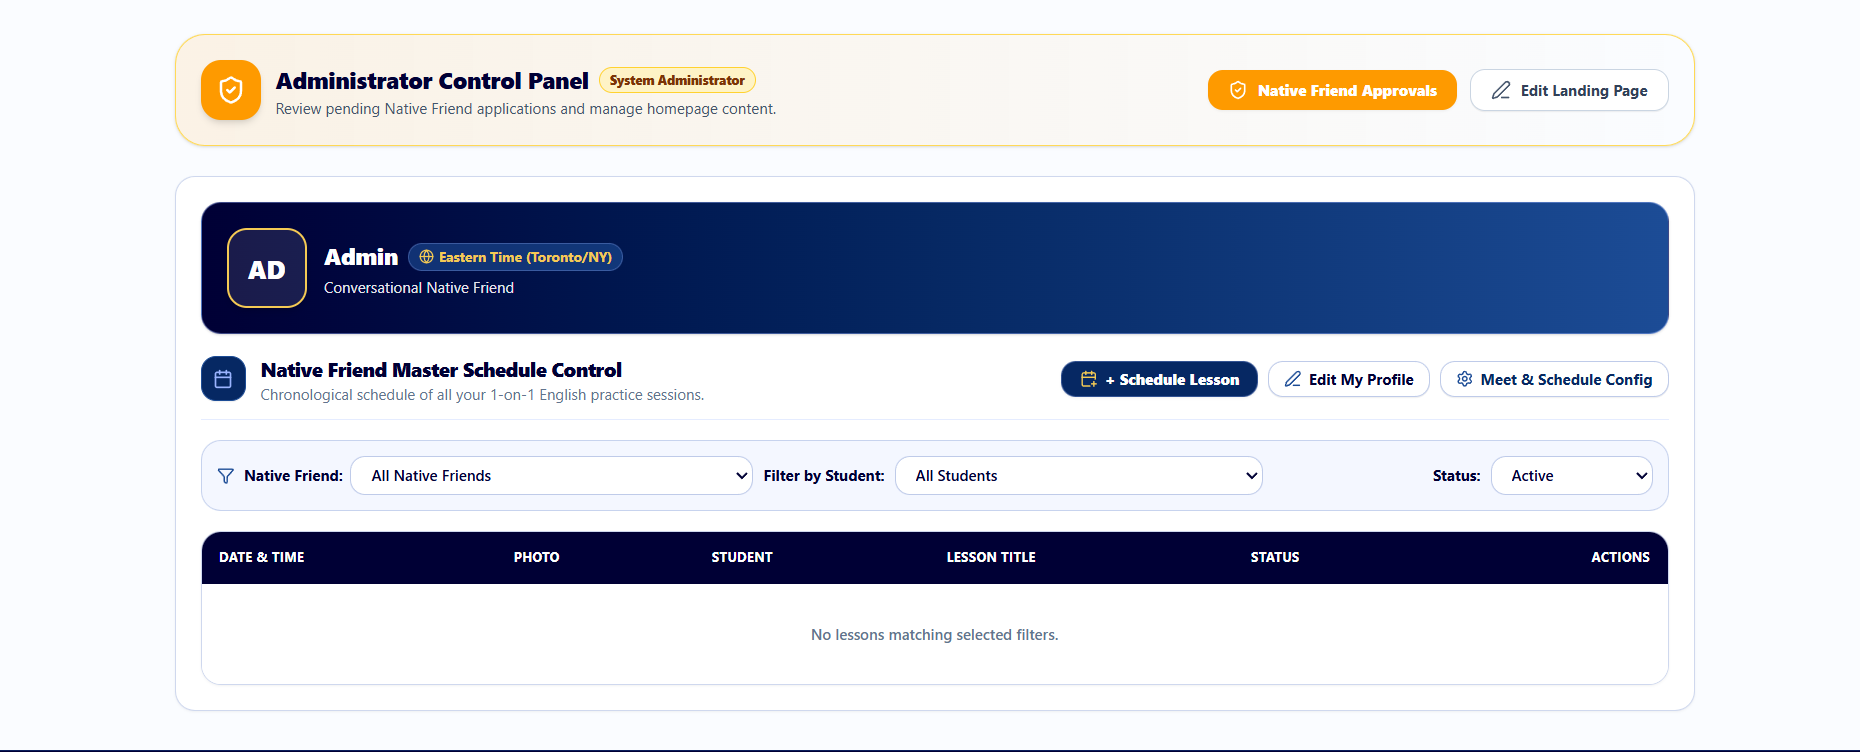 Administrator Control Panel System Administrator
Review pending Native Friend applications and manage homepage content.
Native Friend Approvals
Edit Landing Page
AD
Admin Eastern Time (Toronto/NY)
Conversational Native Friend
Native Friend Master Schedule Control
Chronological schedule of all your 1-on-1 English practice sessions.
+ Schedule Lesson
Edit My Profile
Meet & Schedule Config
Native Friend: All Native Friends Filter by Student: All Students Status: Active
DATE & TIME PHOTO STUDENT LESSON TITLE STATUS ACTIONS
No lessons matching selected filters.